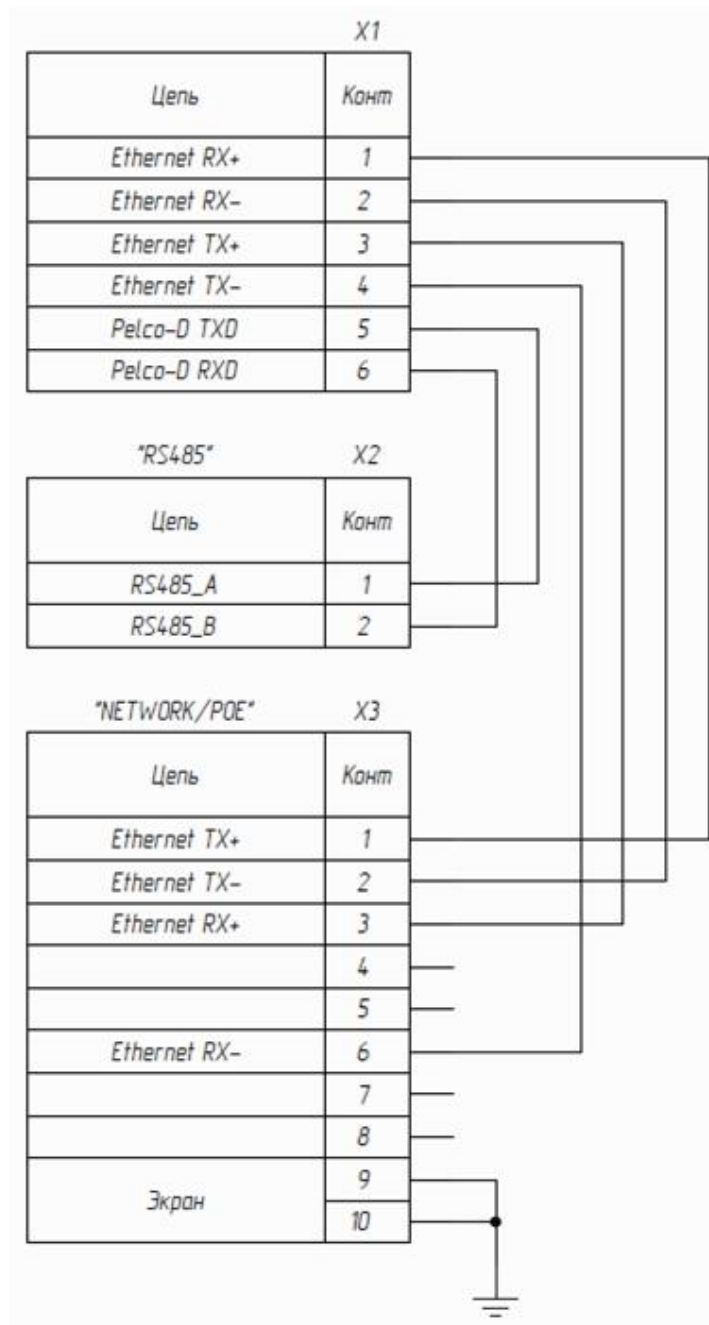 X1
Цепь Конт
Ethernet RX+ 1
Ethernet RX- 2
Ethernet TX+ 3
Ethernet TX- 4
Pelco-D TXD 5
Pelco-D RXD 6
"RS485" X2
Цепь Конт
RS485_A 1
RS485_B 2
"NETWORK/POE" X3
Цепь Конт
Ethernet TX+ 1
Ethernet TX- 2
Ethernet RX+ 3
4
5
Ethernet RX- 6
7
8
Экран 9
10